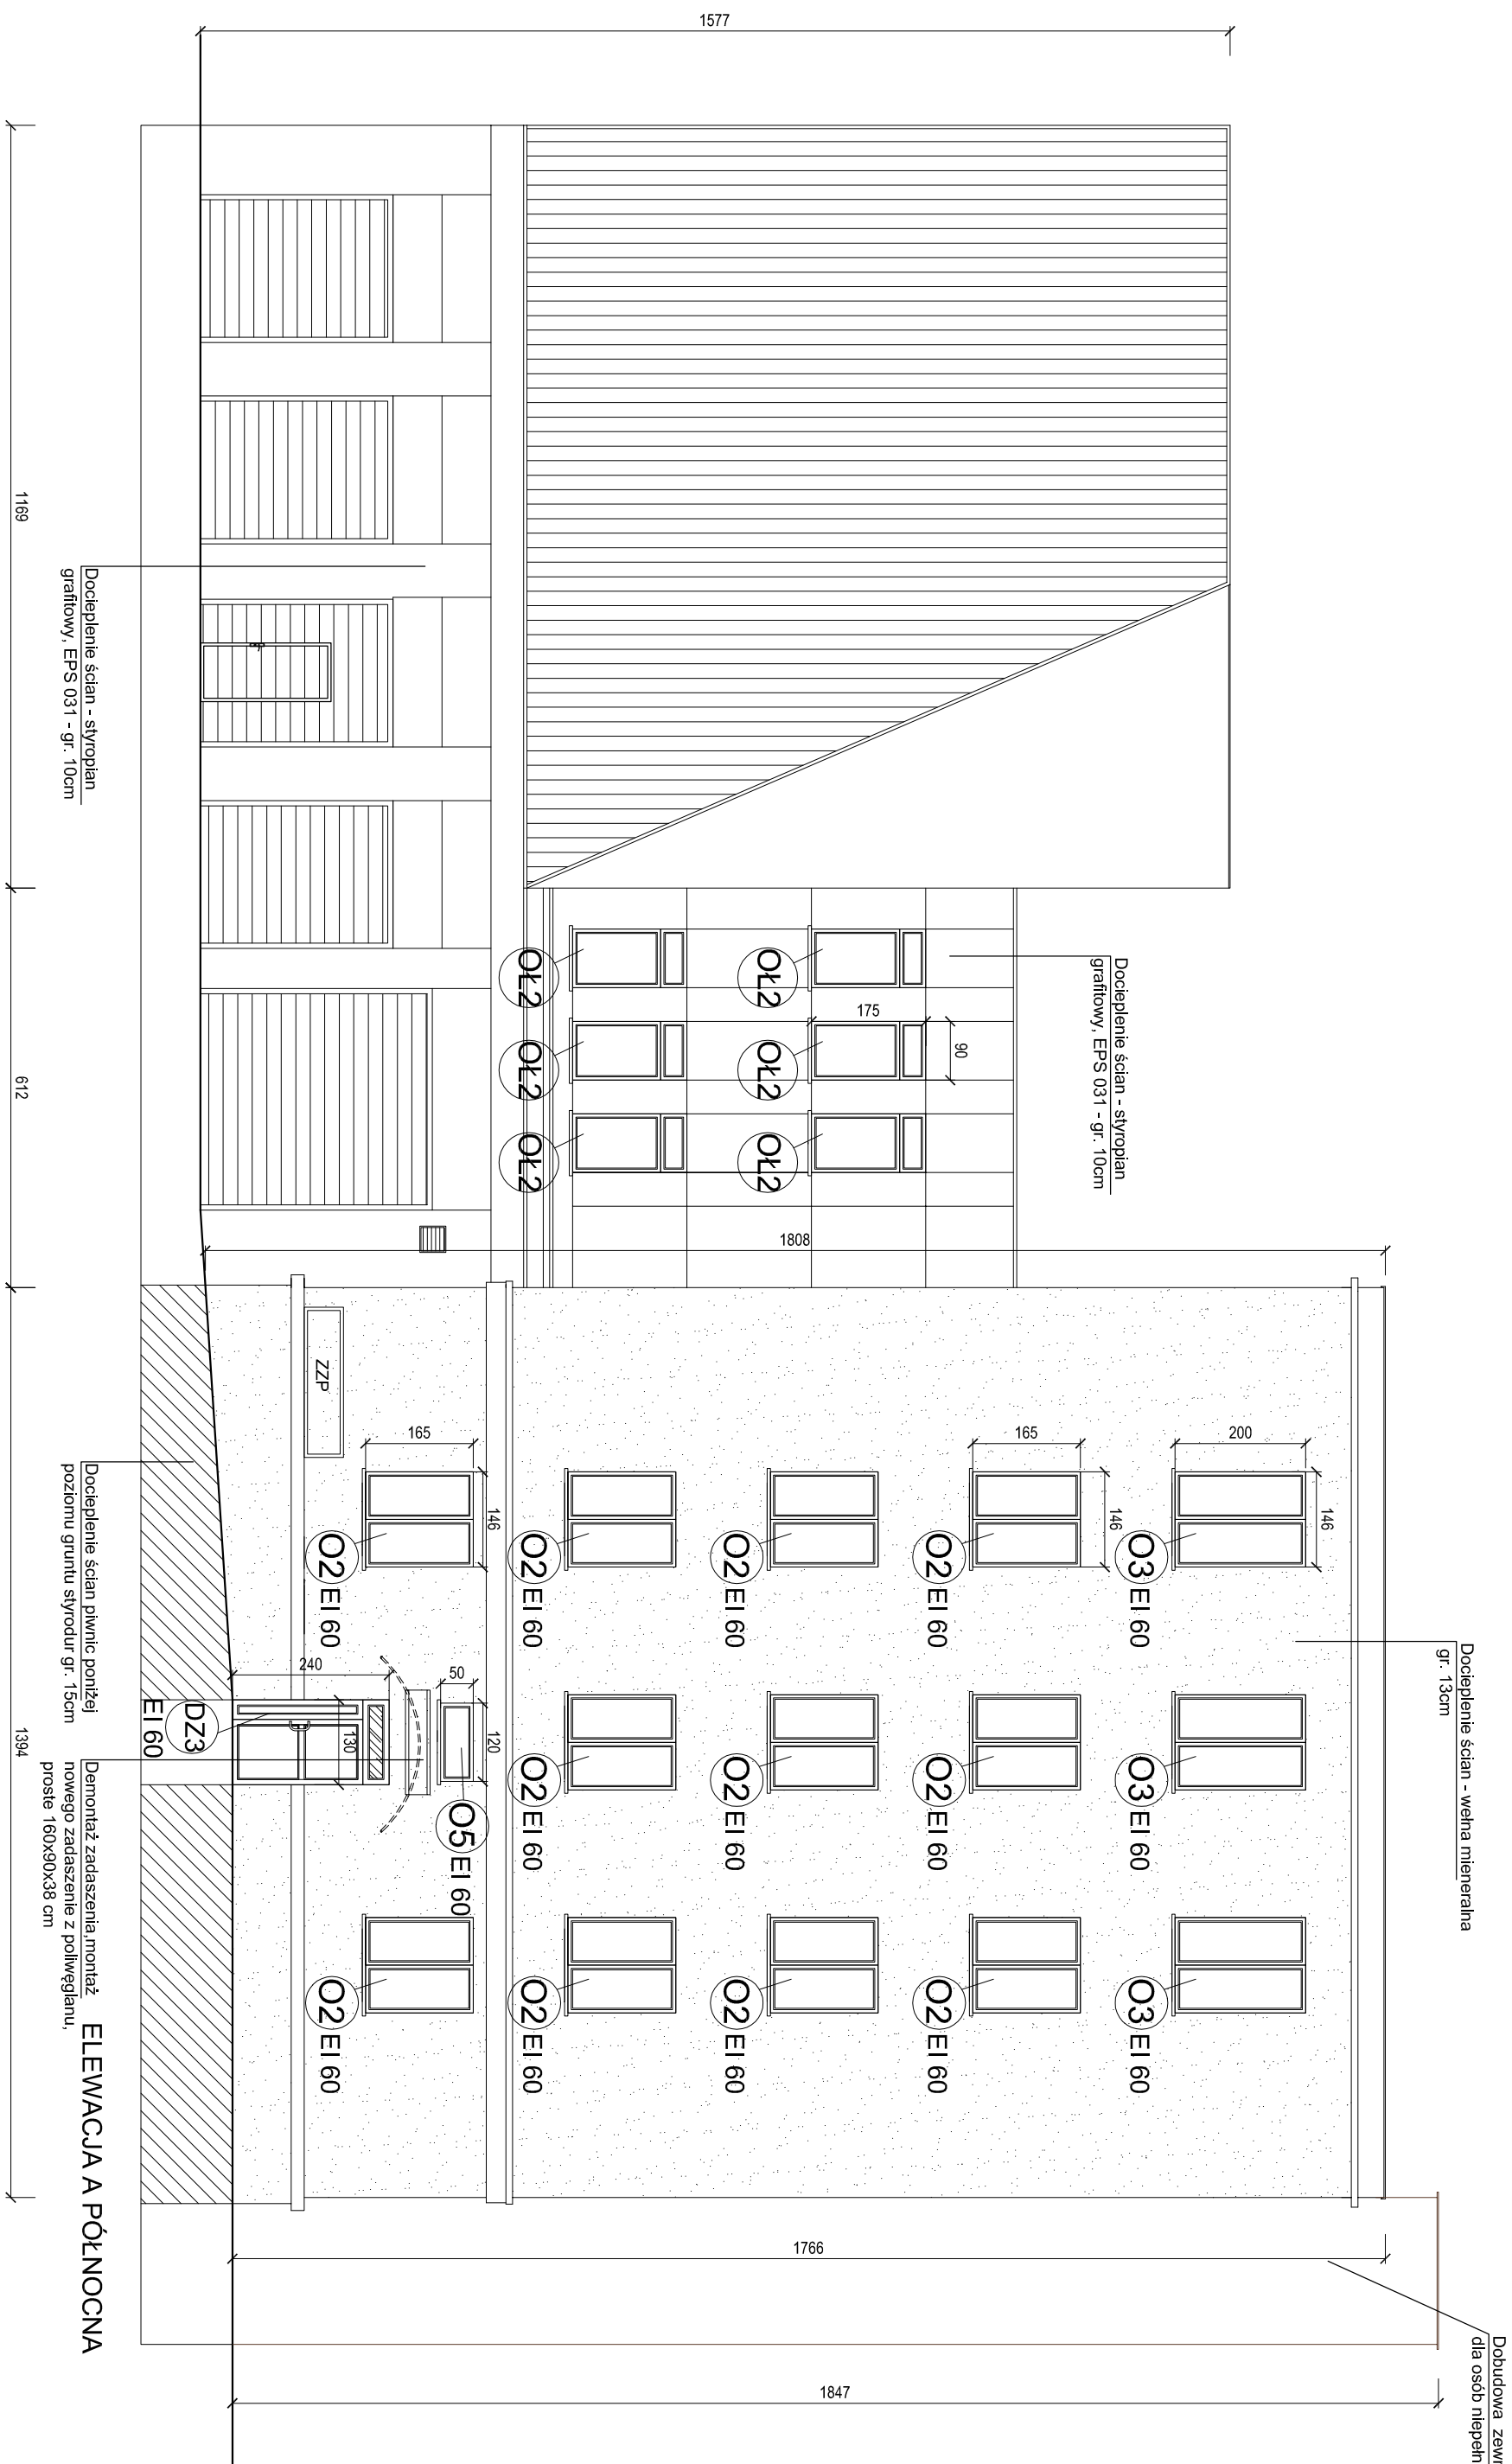 Dobudowa zewn
dla osób niepełn
Docieplenie ścian - wełna mieneralna
gr. 13cm
Docieplenie ścian - styropian
grafitowy, EPS 031 - gr. 10cm
1577
1808
1766
1847
200
146
O3 EI 60
O3 EI 60
O3 EI 60
165
146
O2 EI 60
O2 EI 60
O2 EI 60
90
175
OŁ2
OŁ2
OŁ2
O2 EI 60
O2 EI 60
O2 EI 60
OŁ2
OŁ2
OŁ2
O2 EI 60
O2 EI 60
O2 EI 60
146
165
120
50
O5 EI 60
ZZP
O2 EI 60
O2 EI 60
240
130
DZ3
EI 60
Docieplenie ścian - styropian
grafitowy, EPS 031 - gr. 10cm
Docieplenie ścian piwnic poniżej
poziomu gruntu styrodur gr. 15cm
Demontaż zadaszenia,montaż
nowego zadaszenie z poliwęglanu,
proste 160x90x38 cm
ELEWACJA A PÓŁNOCNA
1169
612
1394